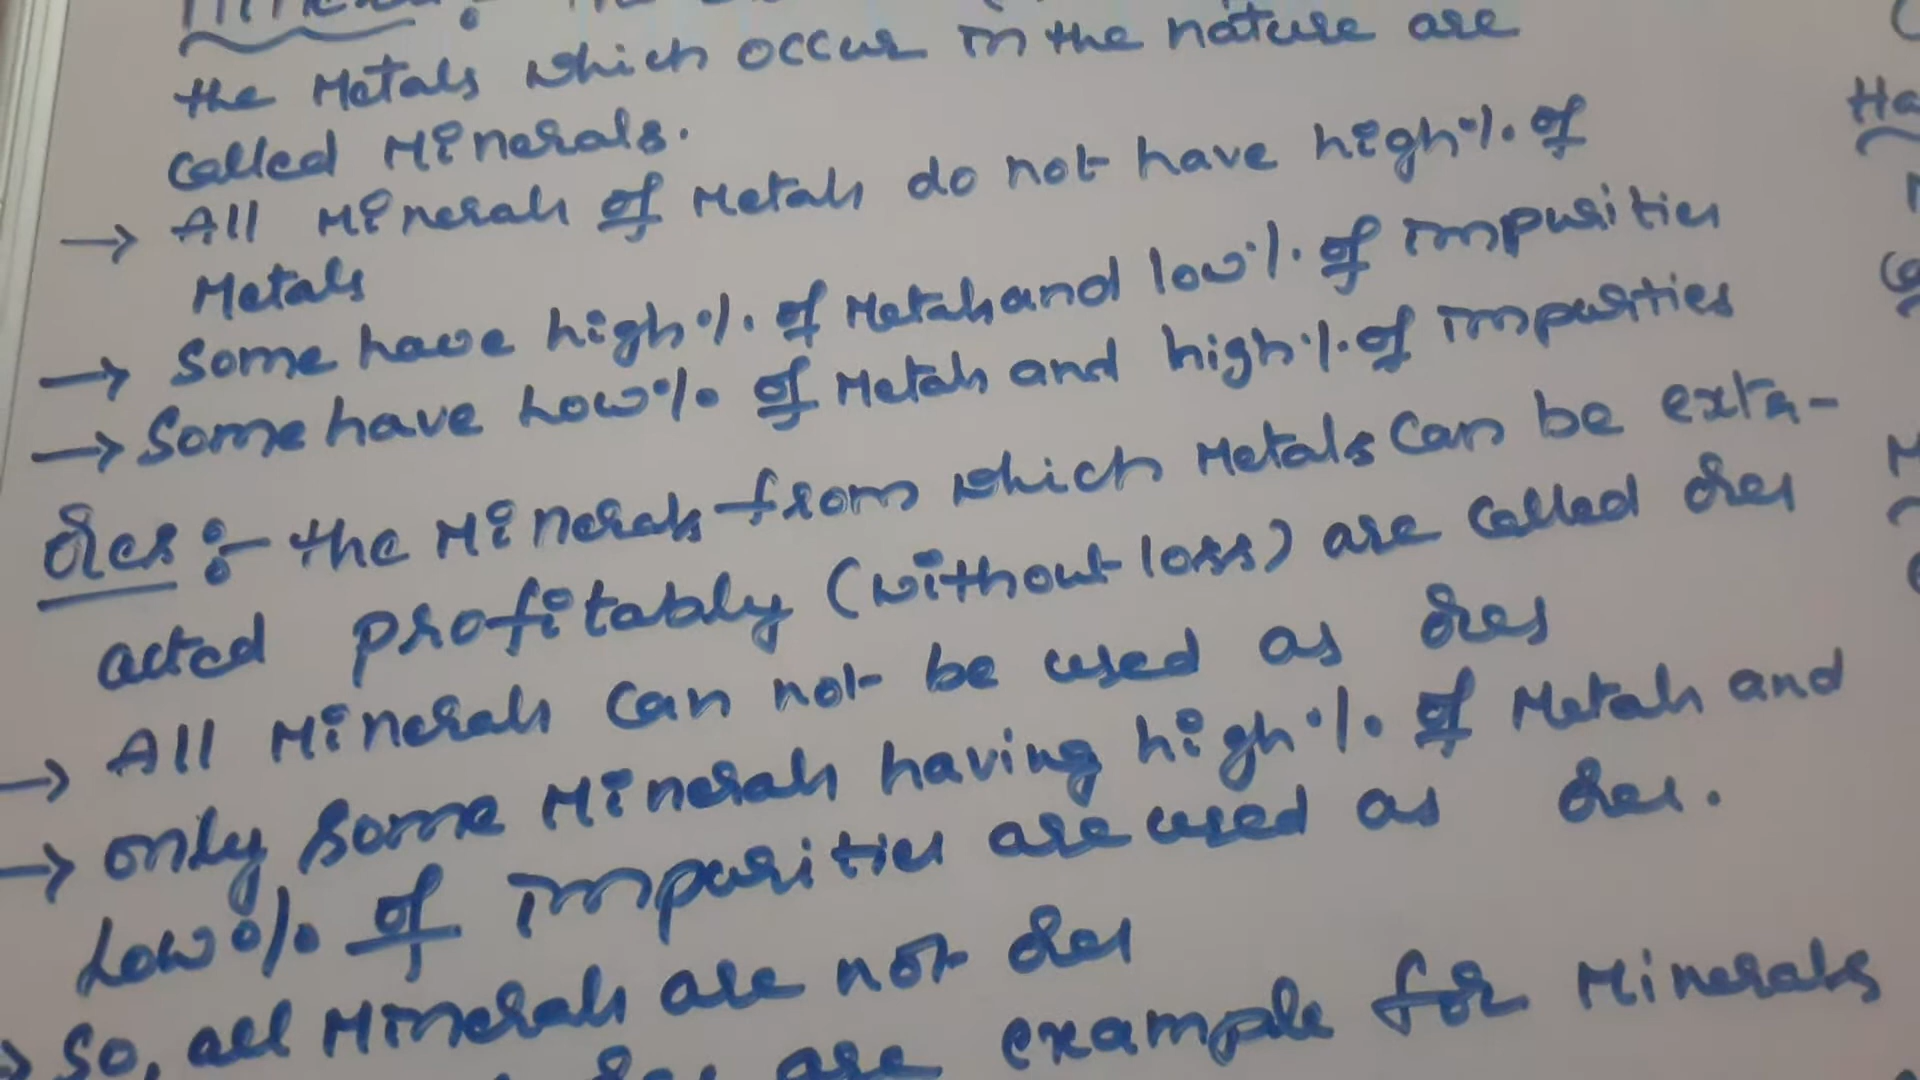 the Metals which occur in the nature are
called Minerals.
→ All Minerals of Metals do not have high % of
Metals
→ Some have high % of Metals and low % of impurities
→ Some have Low % of Metals and high % of impurities
Ores :- the Minerals from which Metals can be extra-
acted profitably (without loss) are called ores
→ All Minerals can not be used as ores
→ only some Minerals having high % of Metals and
Low % of impurities are used as ores.
→ So, all Minerals are not ores
are example for Minerals
Ha